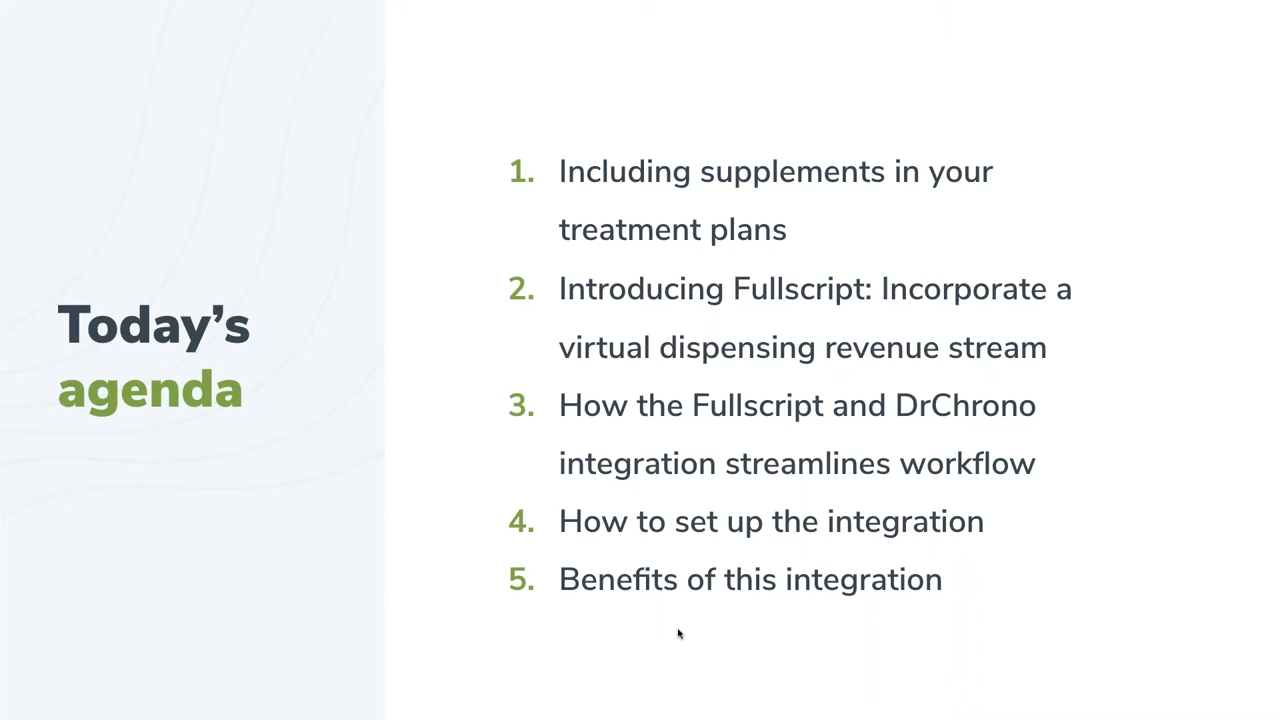 Today's
agenda
1. Including supplements in your
treatment plans
2. Introducing Fullscript: Incorporate a
virtual dispensing revenue stream
3. How the Fullscript and DrChrono
integration streamlines workflow
4. How to set up the integration
5. Benefits of this integration